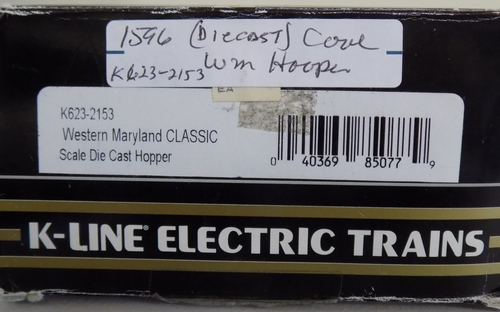 1596 (DIECAST) Cove
K623-2153 WM Hooper
EA
K623-2153
Western Maryland CLASSIC
Scale Die Cast Hopper
0 40369 85077 9
K-LINE® ELECTRIC TRAINS